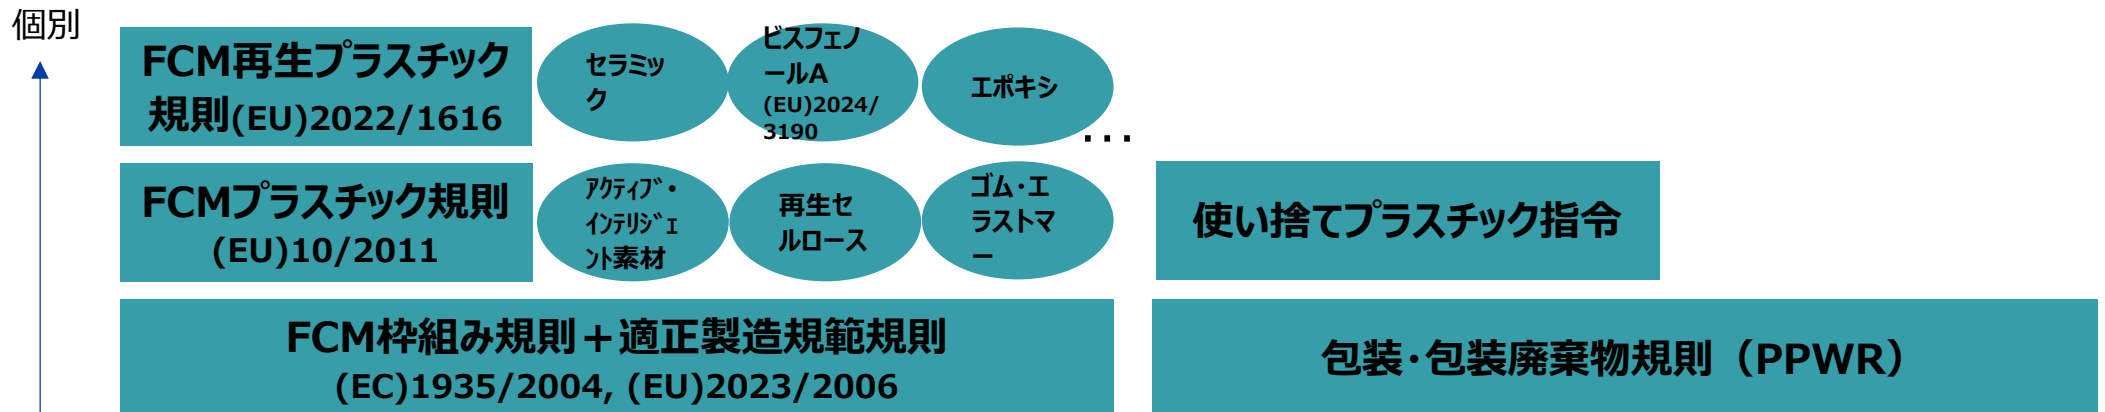 個別
FCM再生プラスチック
規則(EU)2022/1616
セラミッ
ク
ビスフェノ
ールA
(EU)2024/
3190
エポキシ
...
FCMプラスチック規則
(EU)10/2011
ｱｸﾃｨﾌﾞ・
ｲﾝﾃﾘｼﾞｪ
ﾝﾄ素材
再生セ
ルロース
ゴム・エ
ラストマ
ー
使い捨てプラスチック指令
FCM枠組み規則＋適正製造規範規則
(EC)1935/2004, (EU)2023/2006
包装・包装廃棄物規則（PPWR）